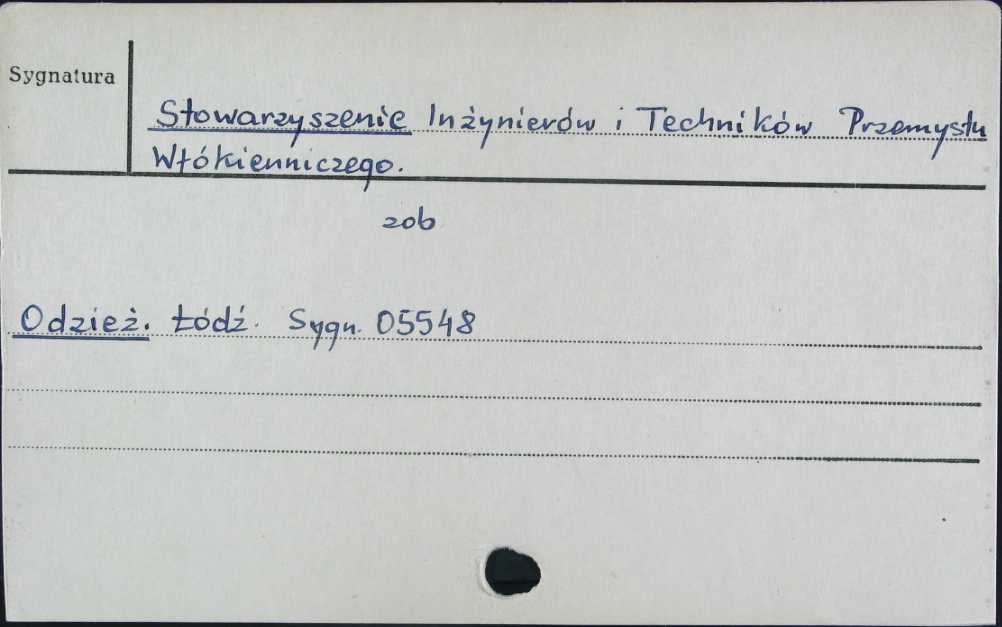 Sygnatura
Stowarzyszenie Inżynierów i Techników Przemysłu
Włókienniczego.
zob
Odzież. Łódź. Sygn. 05548